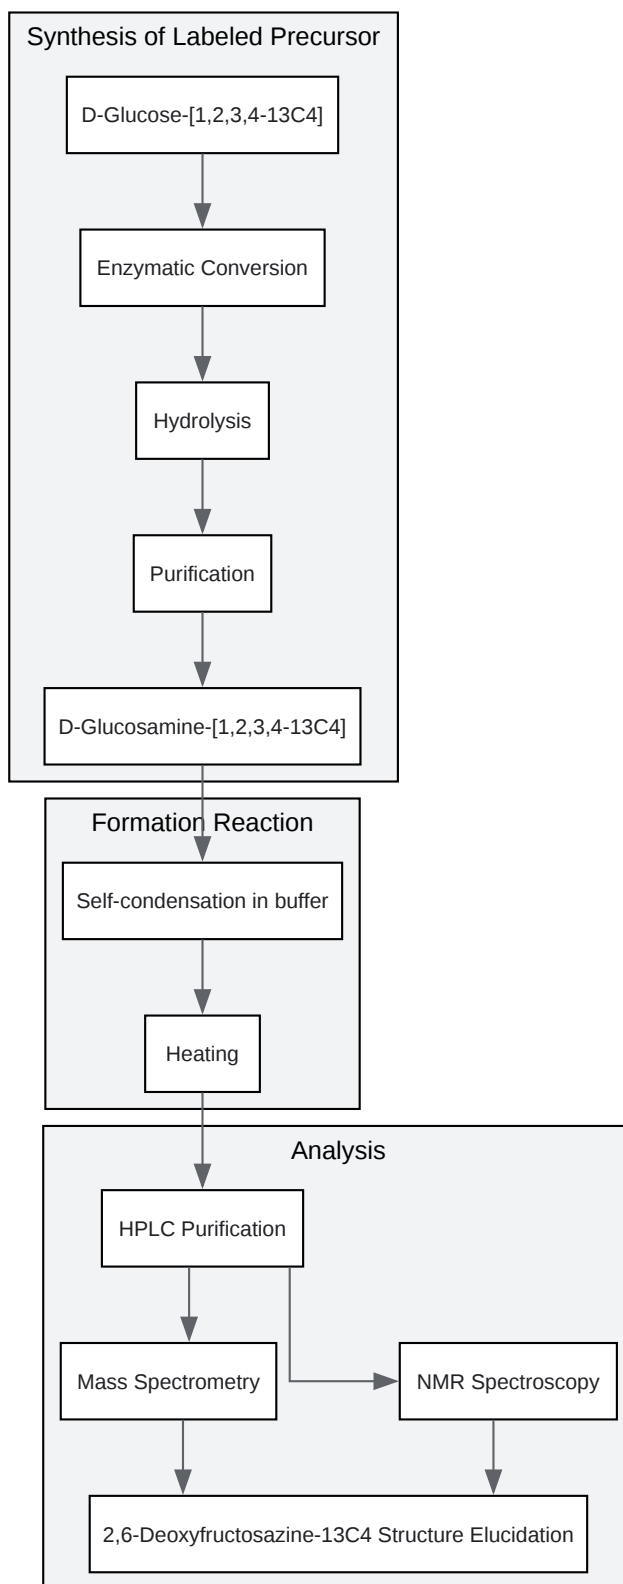 Synthesis of Labeled Precursor
D-Glucose-[1,2,3,4-13C4]
Enzymatic Conversion
Hydrolysis
Purification
D-Glucosamine-[1,2,3,4-13C4]
Formation Reaction
Self-condensation in buffer
Heating
Analysis
HPLC Purification
Mass Spectrometry
NMR Spectroscopy
2,6-Deoxyfructosazine-13C4 Structure Elucidation